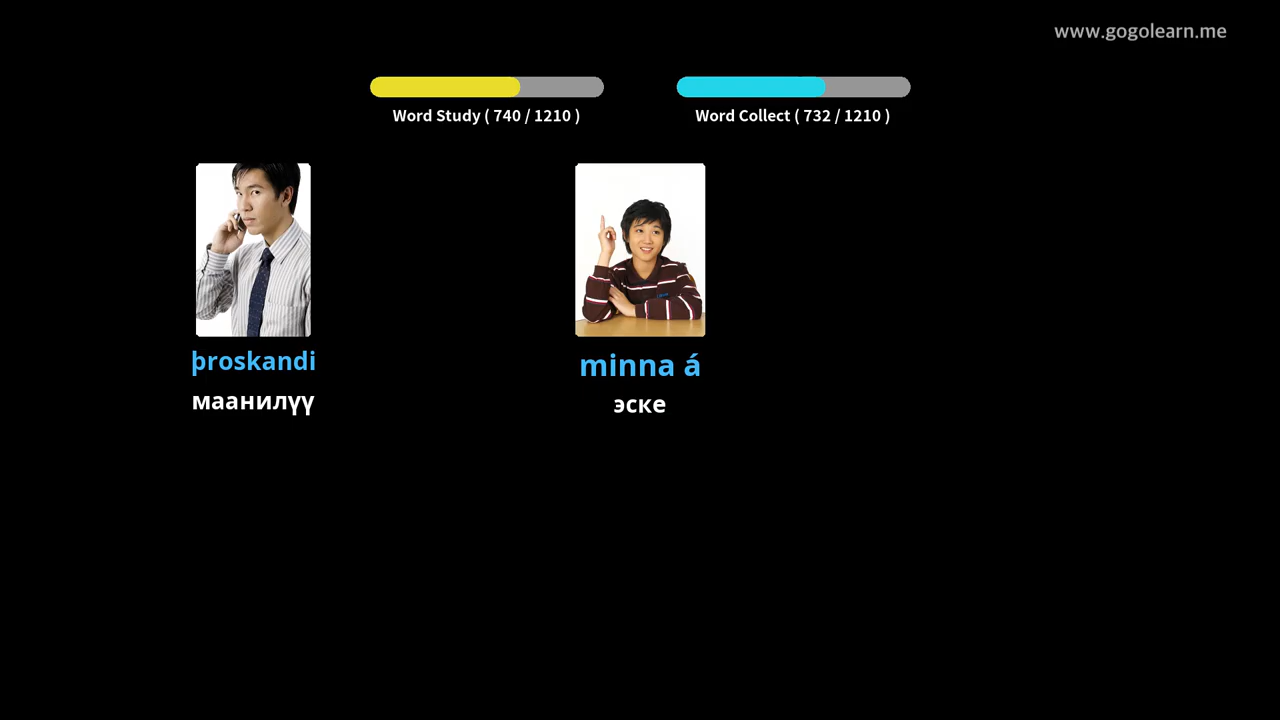 www.gogolearn.me
Word Study ( 740 / 1210 )
Word Collect ( 732 / 1210 )
þroskandi
маанилүү
minna á
эске